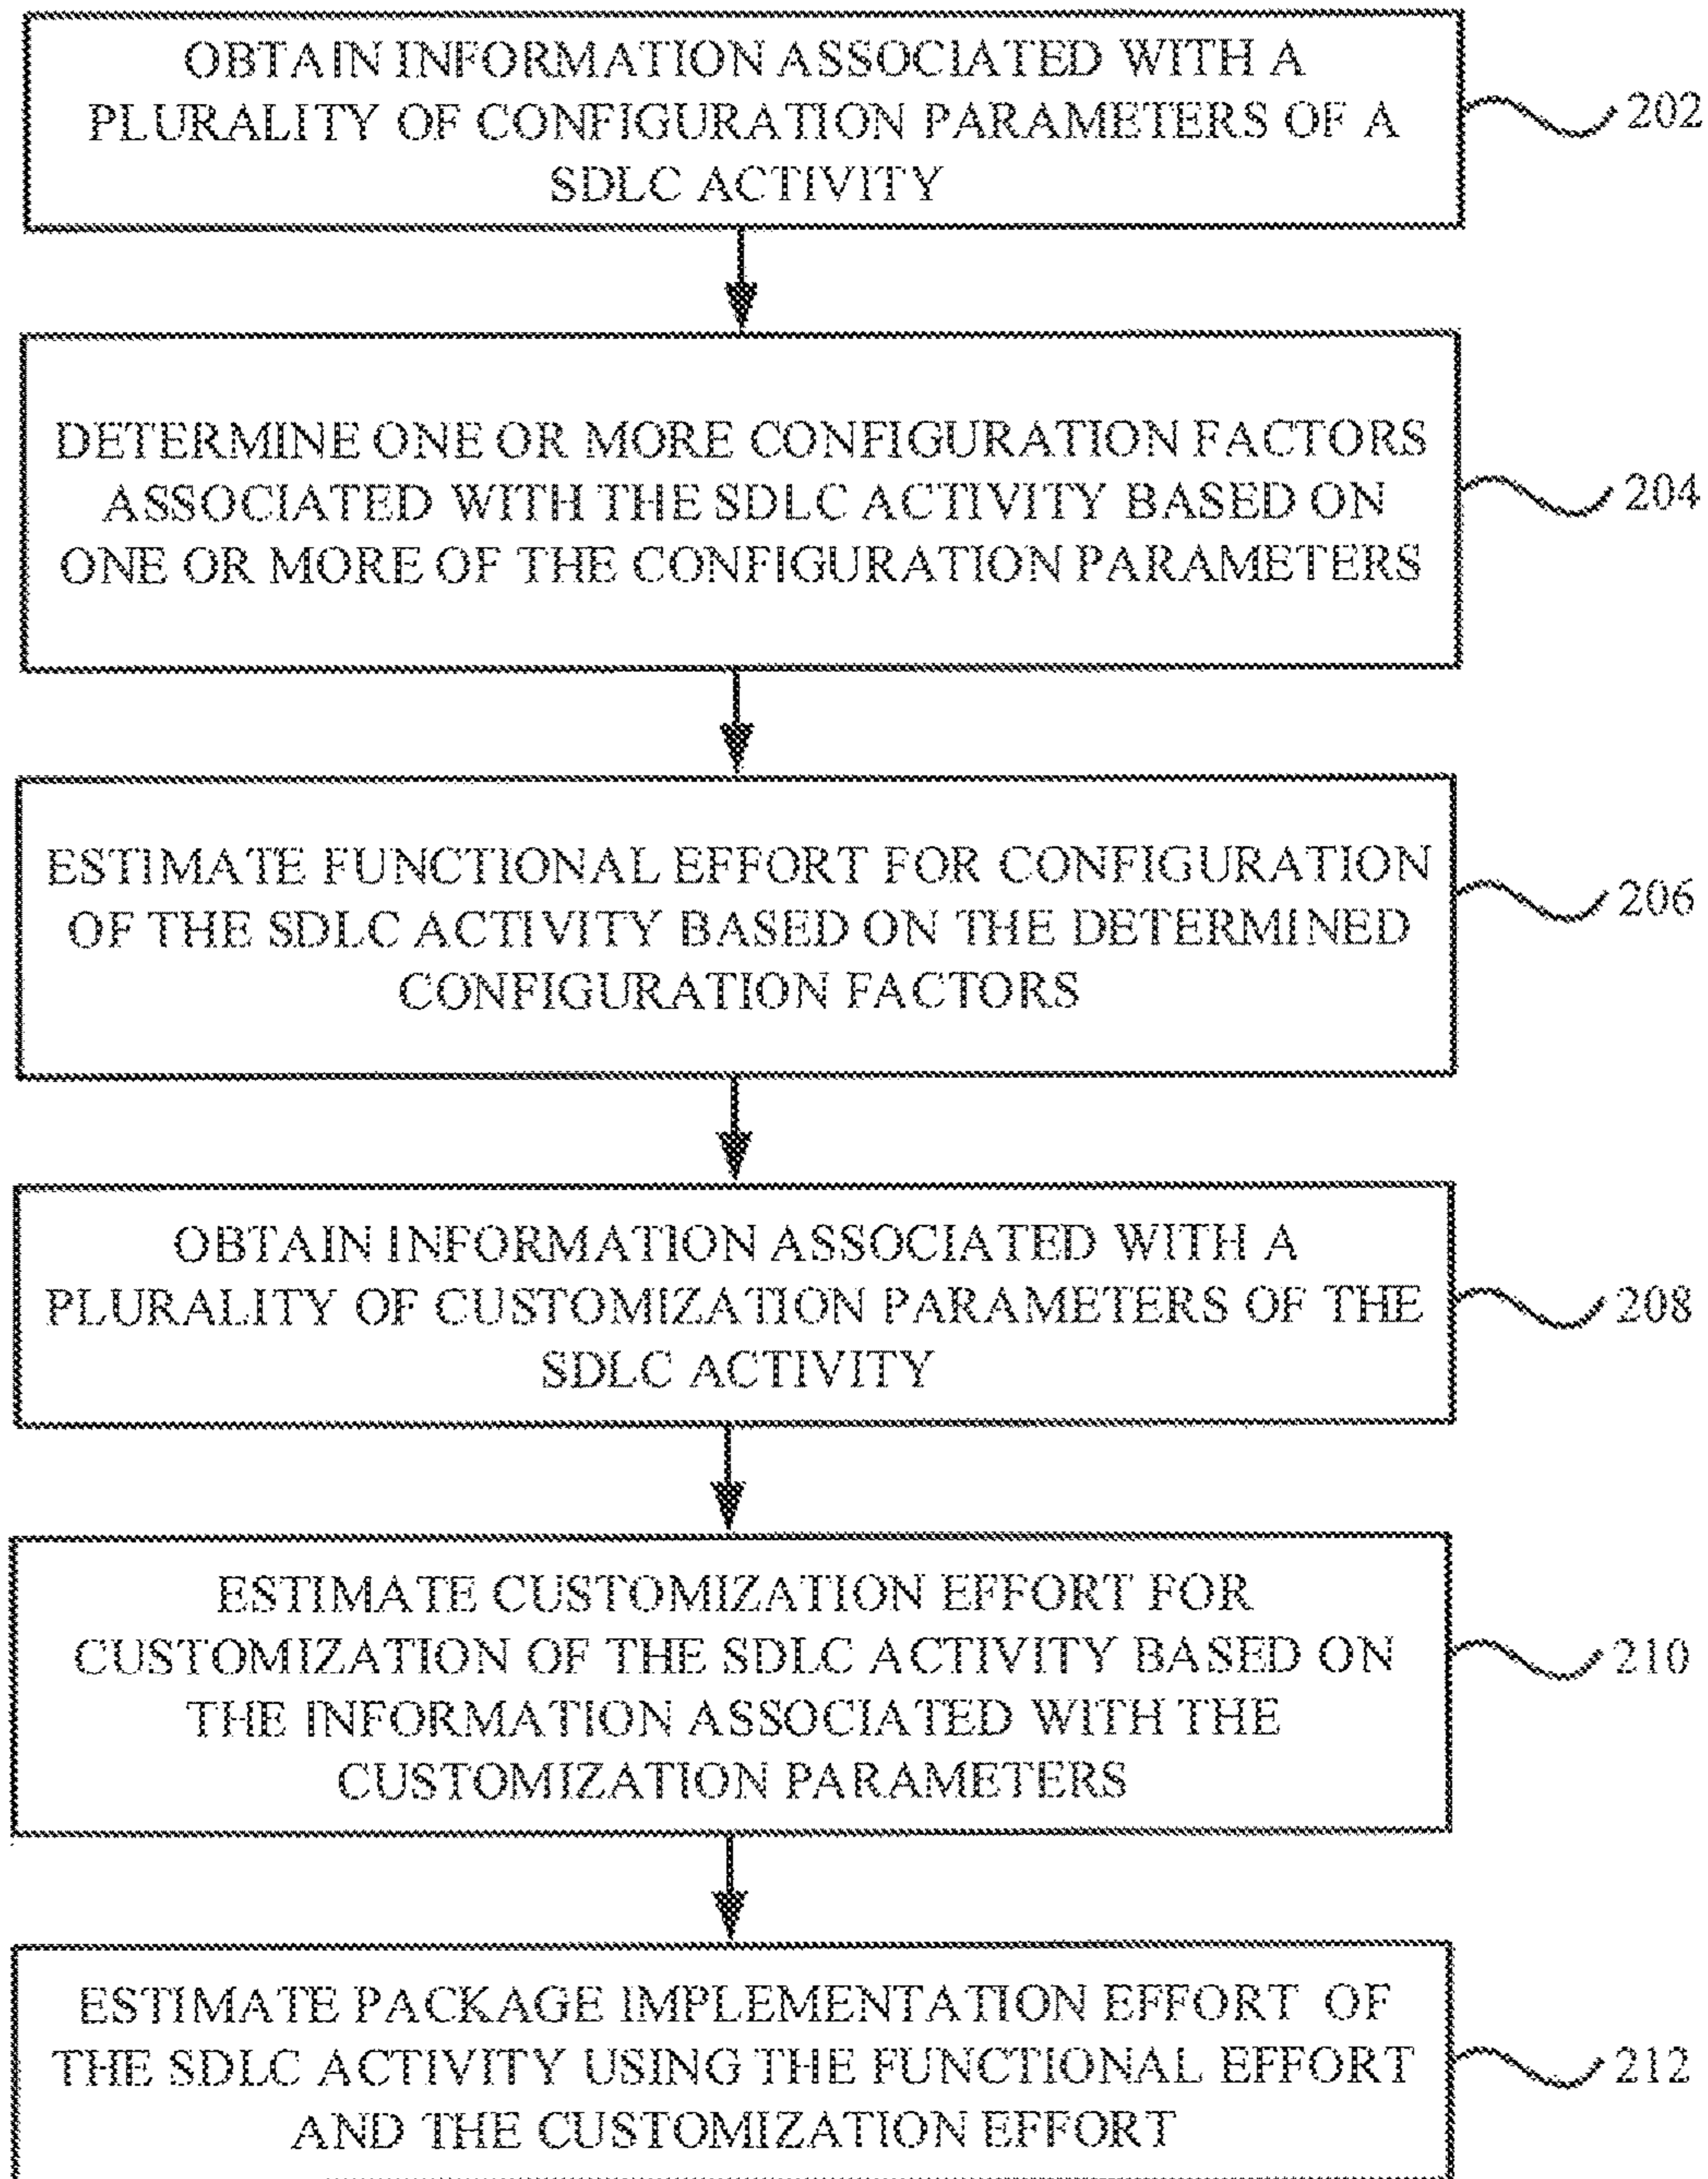 OBTAIN INFORMATION ASSOCIATED WITH A
PLURALITY OF CONFIGURATION PARAMETERS OF A
SDLC ACTIVITY
202
DETERMINE ONE OR MORE CONFIGURATION FACTORS
ASSOCIATED WITH THE SDLC ACTIVITY BASED ON
ONE OR MORE OF THE CONFIGURATION PARAMETERS
204
ESTIMATE FUNCTIONAL EFFORT FOR CONFIGURATION
OF THE SDLC ACTIVITY BASED ON THE DETERMINED
CONFIGURATION FACTORS
206
OBTAIN INFORMATION ASSOCIATED WITH A
PLURALITY OF CUSTOMIZATION PARAMETERS OF THE
SDLC ACTIVITY
208
ESTIMATE CUSTOMIZATION EFFORT FOR
CUSTOMIZATION OF THE SDLC ACTIVITY BASED ON
THE INFORMATION ASSOCIATED WITH THE
CUSTOMIZATION PARAMETERS
210
ESTIMATE PACKAGE IMPLEMENTATION EFFORT OF
THE SDLC ACTIVITY USING THE FUNCTIONAL EFFORT
AND THE CUSTOMIZATION EFFORT
212